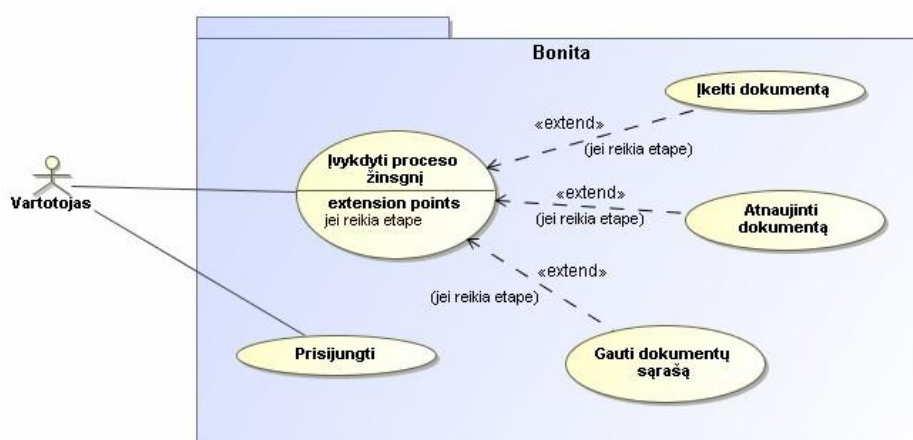 Bonita
Įkelti dokumentą
«extend»
(jei reikia etape)
Įvykdyti proceso
žinsgnį
extension points
jei reikia etape
«extend»
(jei reikia etape)
Atnaujinti
dokumentą
Vartotojas
«extend»
(jei reikia etape)
Prisijungti
Gauti dokumentų
sąrašą